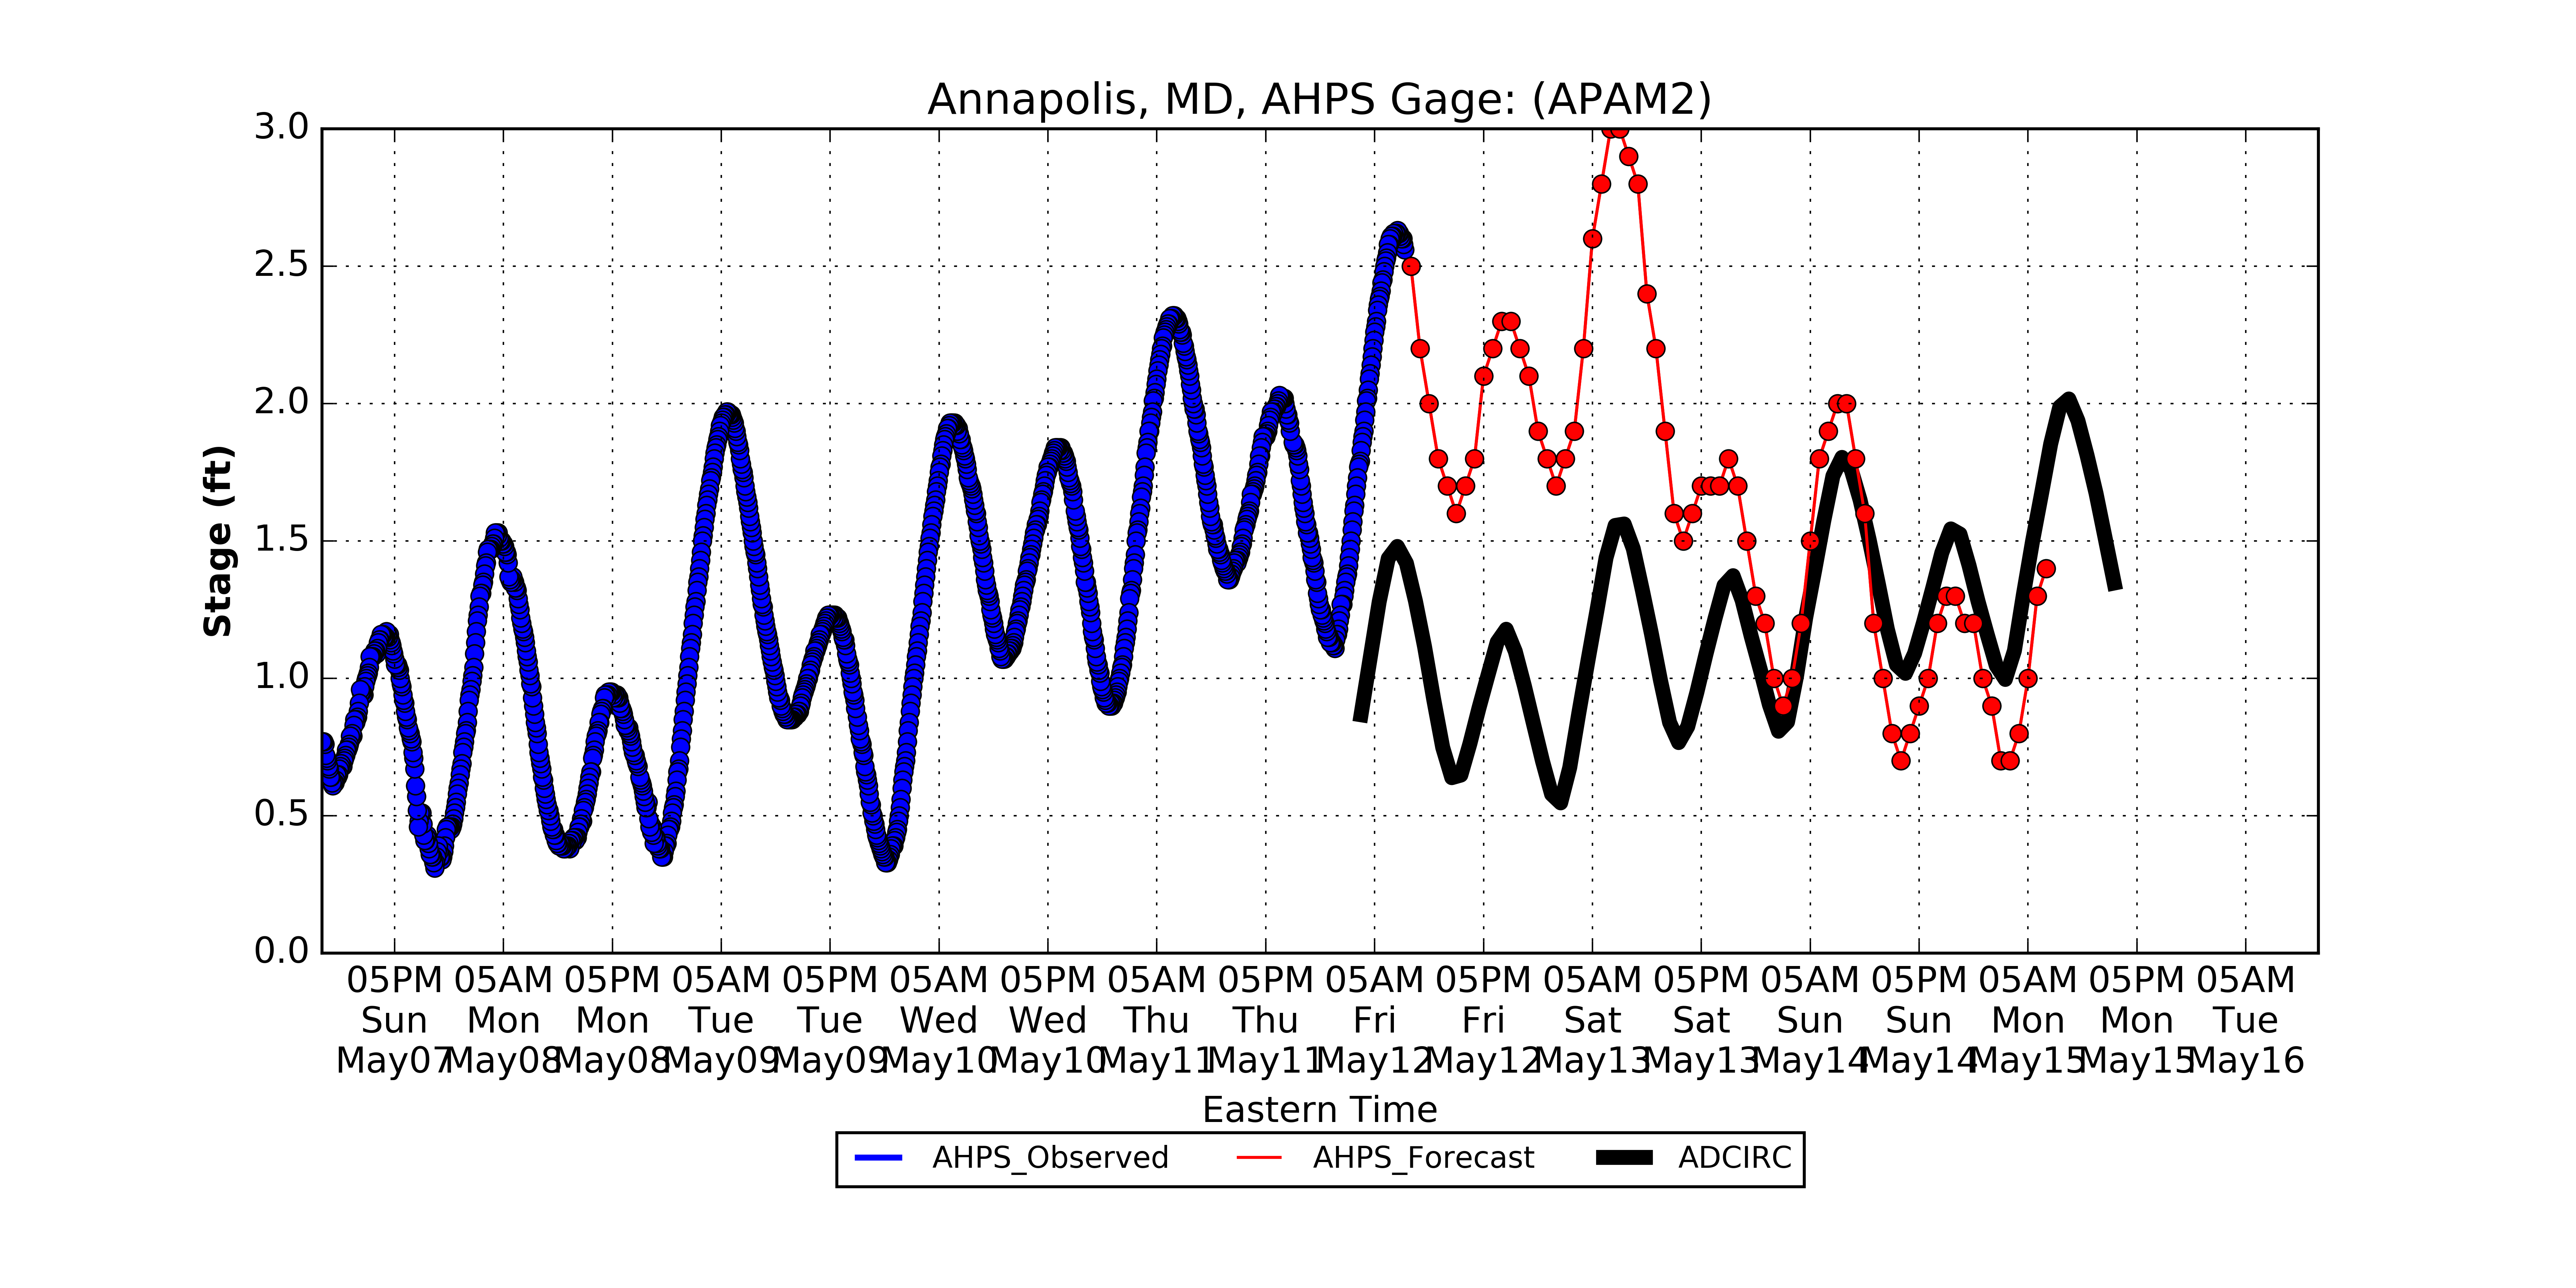 Annapolis, MD, AHPS Gage: (APAM2)
3.0
2.5
2.0
1.5
1.0
0.5
0.0
Stage (ft)
05PM 05AM 05PM 05AM 05PM 05AM 05PM 05AM 05PM 05AM 05PM 05AM 05PM 05AM 05PM 05AM 05PM 05AM
Sun Mon Mon Tue Tue Wed Wed Thu Thu Fri Fri Sat Sat Sun Sun Mon Mon Tue
May07 May08 May08 May09 May09 May10 May10 May11 May11 May12 May12 May13 May13 May14 May14 May15 May15 May16
Eastern Time
AHPS_Observed AHPS_Forecast ADCIRC